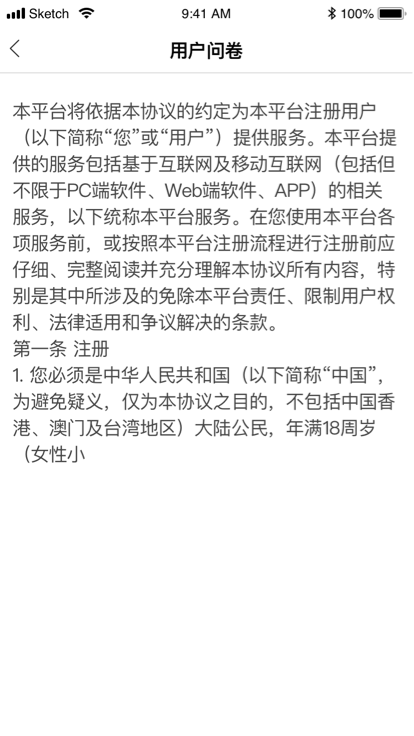 Sketch 9:41 AM 100%
用户问卷
本平台将依据本协议的约定为本平台注册用户
（以下简称“您”或“用户”）提供服务。本平台提
供的服务包括基于互联网及移动互联网（包括但
不限于PC端软件、Web端软件、APP）的相关
服务，以下统称本平台服务。在您使用本平台各
项服务前，或按照本平台注册流程进行注册前应
仔细、完整阅读并充分理解本协议所有内容，特
别是其中所涉及的免除本平台责任、限制用户权
利、法律适用和争议解决的条款。
第一条 注册
1. 您必须是中华人民共和国（以下简称“中国”，
为避免疑义，仅为本协议之目的，不包括中国香
港、澳门及台湾地区）大陆公民，年满18周岁
（女性小